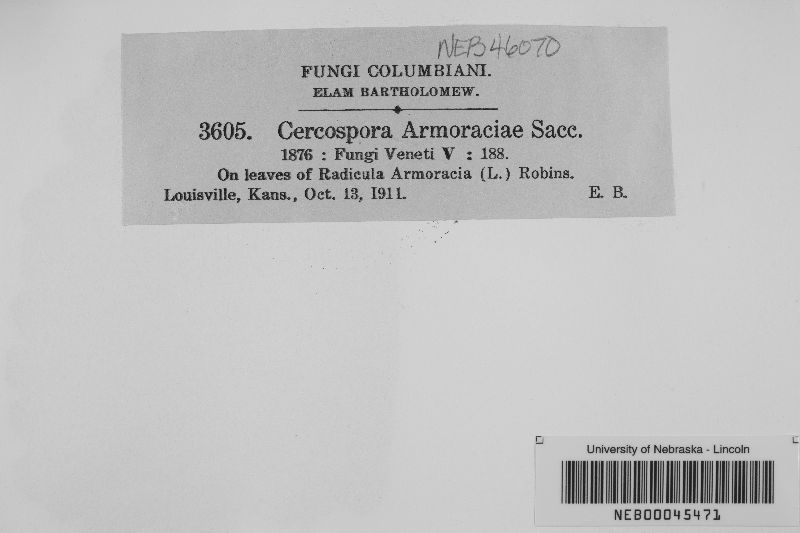 NEB46070
FUNGI COLUMBIANI.
ELAM BARTHOLOMEW.
3605. Cercospora Armoraciae Sacc.
1876 : Fungi Veneti V : 188.
On leaves of Radicula Armoracia (L.) Robins.
Louisville, Kans., Oct. 13, 1911. E. B.
University of Nebraska - Lincoln
NEB00045471